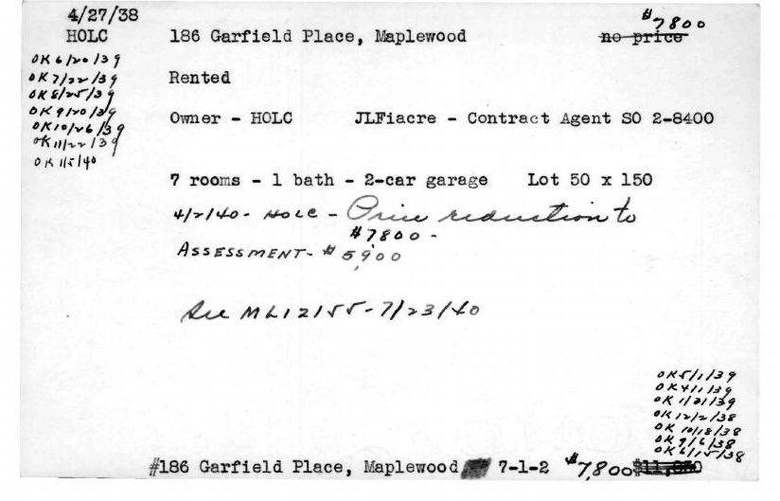 4/27/38
HOLC
186 Garfield Place, Maplewood
$7800
no price
OK 6/20/39
OK 7/22/39
OK 8/25/39
OK 9/20/39
OK 10/26/39
OK 11/22/39
OK 1/5/40
Rented
Owner - HOLC JLFiacre - Contract Agent SO 2-8400
7 rooms - 1 bath - 2-car garage Lot 50 x 150
4/2/40 - HOLC - Price reduction to
$7800 -
ASSESSMENT - $5,900
See ML12155 - 7/23/40
OK 5/1/39
OK 4/1/39
OK 1/31/39
OK 12/2/38
OK 10/18/38
OK 9/6/38
OK 6/15/38
#186 Garfield Place, Maplewood 7-1-2 $7,800